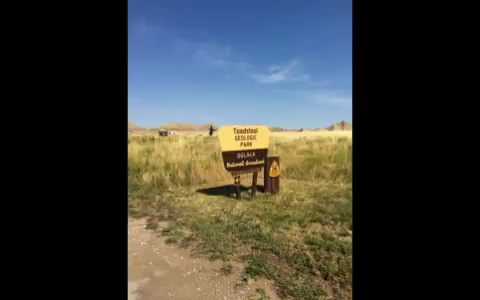 Toadstool
GEOLOGIC
PARK
OGLALA
National Grassland